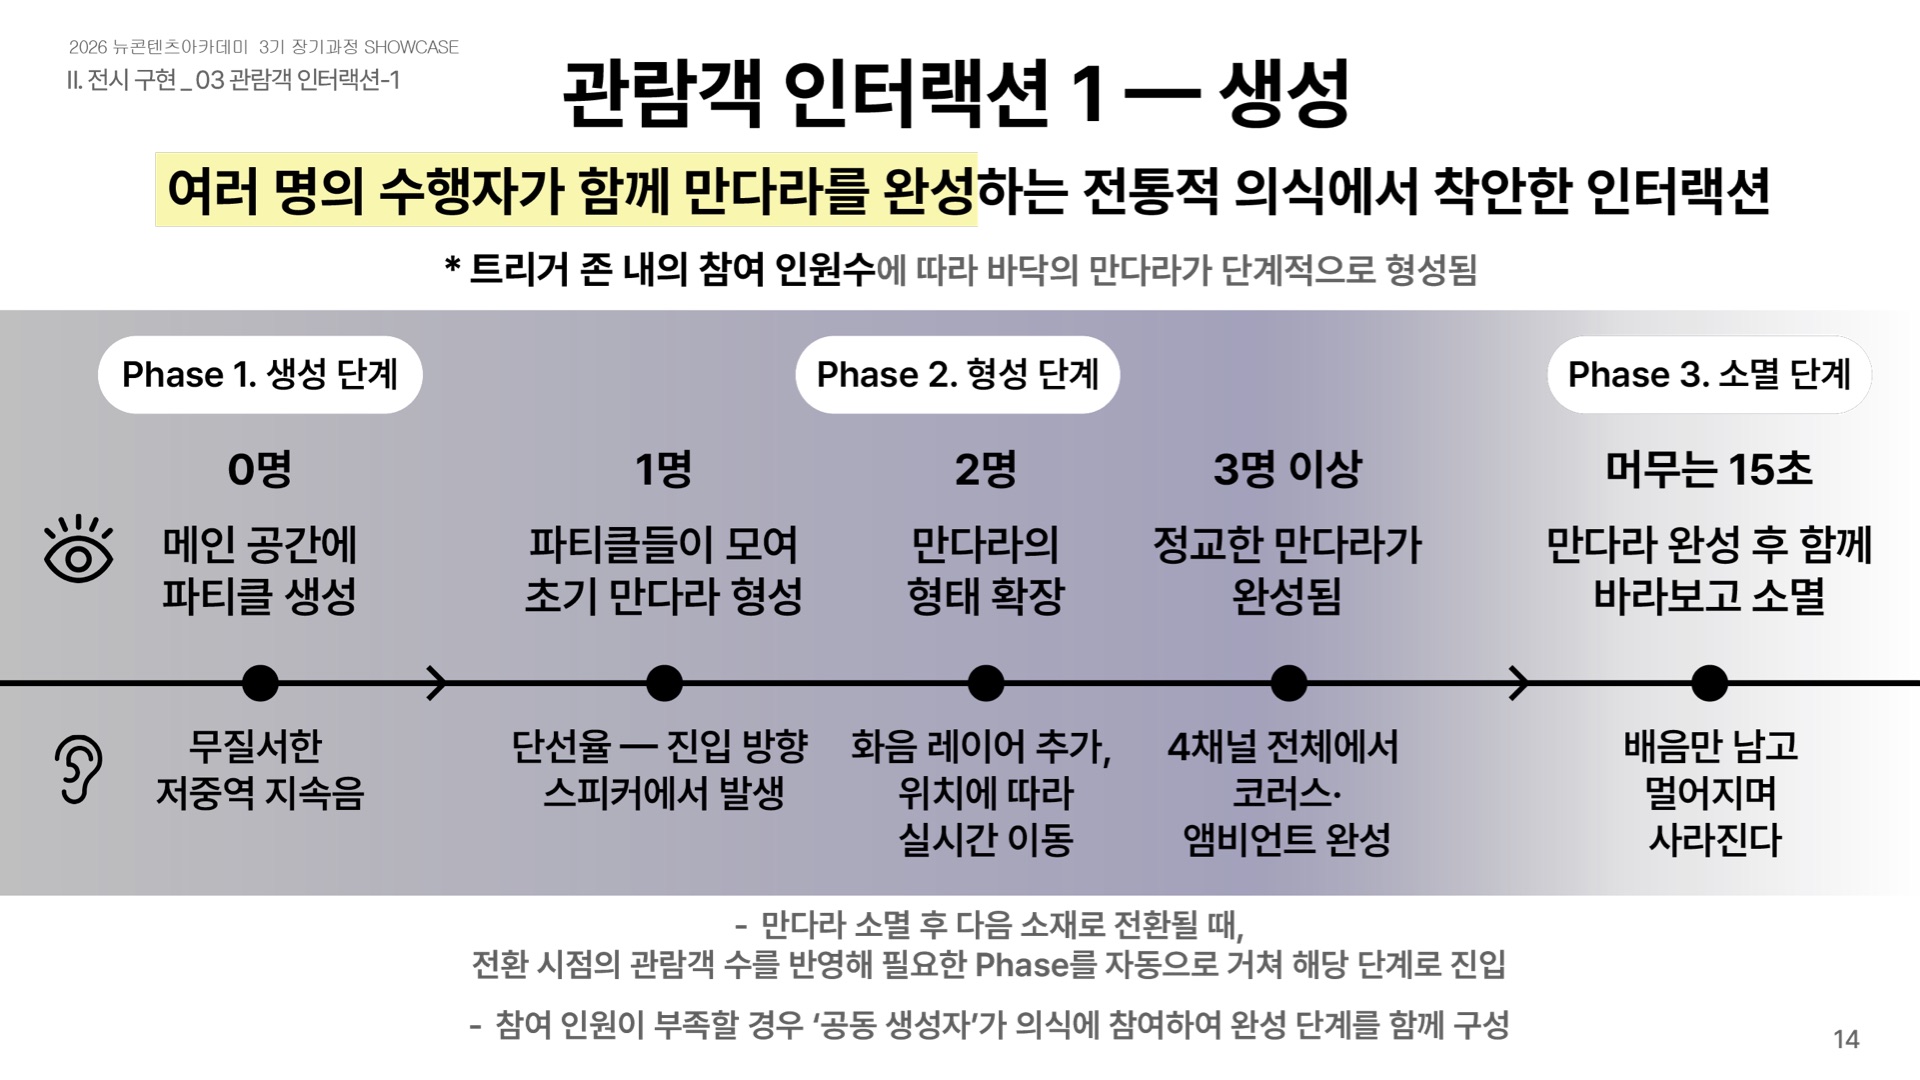 2026 뉴콘텐츠아카데미 3기 장기과정 SHOWCASE
II. 전시 구현 _ 03 관람객 인터랙션-1
관람객 인터랙션 1 — 생성
여러 명의 수행자가 함께 만다라를 완성하는 전통적 의식에서 착안한 인터랙션
* 트리거 존 내의 참여 인원수에 따라 바닥의 만다라가 단계적으로 형성됨
Phase 1. 생성 단계
Phase 2. 형성 단계
Phase 3. 소멸 단계
0명
메인 공간에
파티클 생성
1명
파티클들이 모여
초기 만다라 형성
2명
만다라의
형태 확장
3명 이상
정교한 만다라가
완성됨
머무는 15초
만다라 완성 후 함께
바라보고 소멸
무질서한
저중역 지속음
단선율 — 진입 방향
스피커에서 발생
화음 레이어 추가,
위치에 따라
실시간 이동
4채널 전체에서
코러스·
앰비언트 완성
배음만 남고
멀어지며
사라진다
- 만다라 소멸 후 다음 소재로 전환될 때,
전환 시점의 관람객 수를 반영해 필요한 Phase를 자동으로 거쳐 해당 단계로 진입
- 참여 인원이 부족할 경우 ‘공동 생성자’가 의식에 참여하여 완성 단계를 함께 구성
14